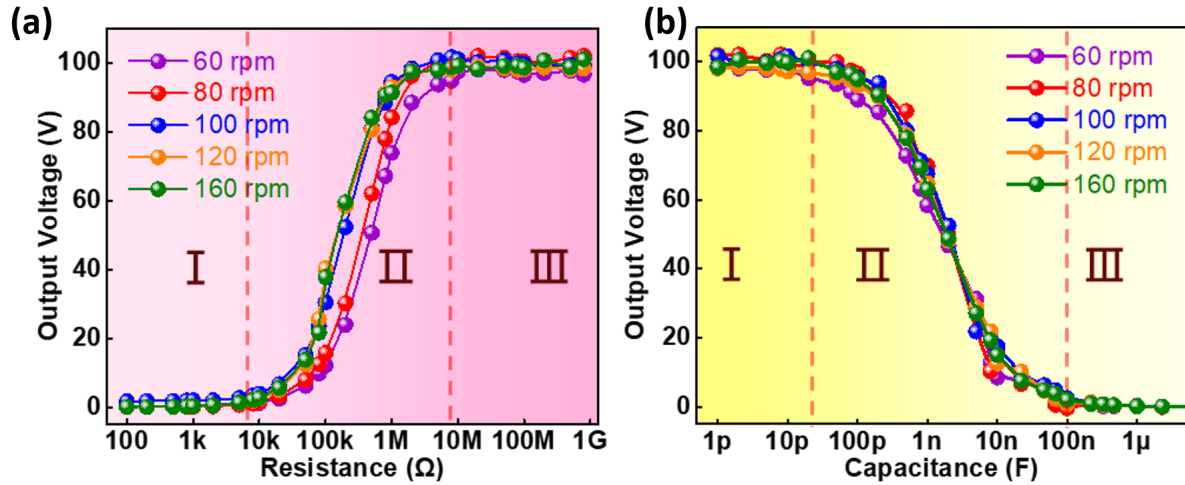 (a)
60 rpm
80 rpm
100 rpm
120 rpm
160 rpm
I
II
III
Output Voltage (V)
100
80
60
40
20
0
100 1k 10k 100k 1M 10M 100M 1G
Resistance (Ω)
(b)
60 rpm
80 rpm
100 rpm
120 rpm
160 rpm
I
II
III
Output Voltage (V)
100
80
60
40
20
0
1p 10p 100p 1n 10n 100n 1μ
Capacitance (F)